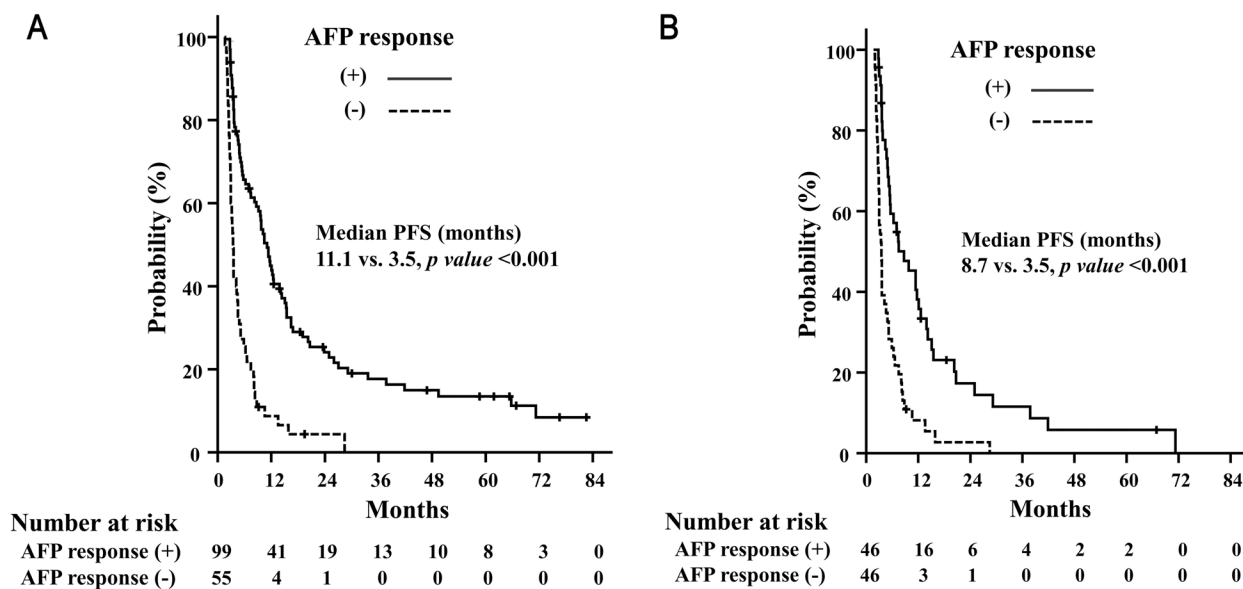 A
AFP response
(+)
(-)
Probability (%)
100
80
60
40
20
0
Median PFS (months)
11.1 vs. 3.5, p value <0.001
0 12 24 36 48 60 72 84
Months
Number at risk
AFP response (+) 99 41 19 13 10 8 3 0
AFP response (-) 55 4 1 0 0 0 0 0
B
AFP response
(+)
(-)
Probability (%)
100
80
60
40
20
0
Median PFS (months)
8.7 vs. 3.5, p value <0.001
0 12 24 36 48 60 72 84
Months
Number at risk
AFP response (+) 46 16 6 4 2 2 0 0
AFP response (-) 46 3 1 0 0 0 0 0